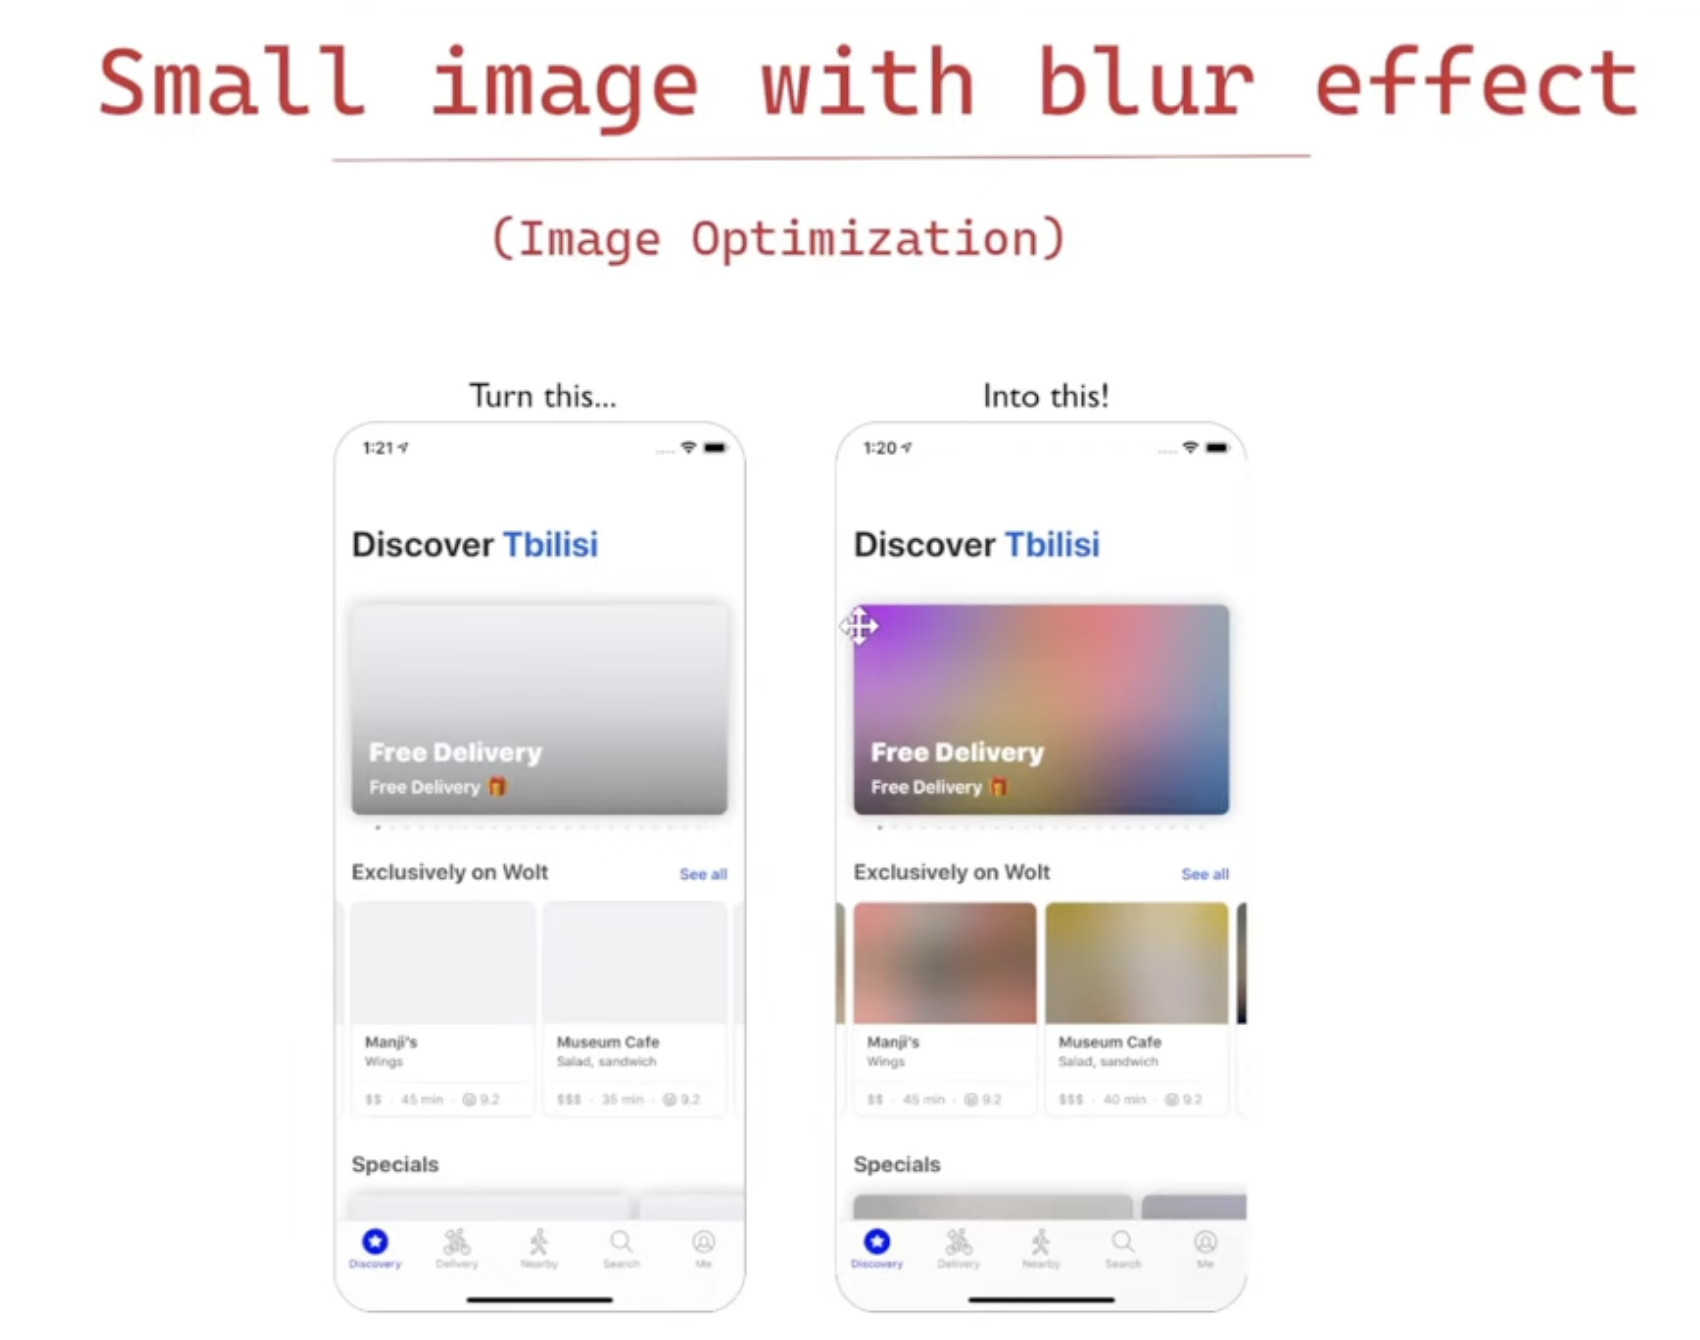 Small image with blur effect
(Image Optimization)
Turn this...
1:21
Discover Tbilisi
Free Delivery
Free Delivery 🎁
Exclusively on Wolt See all
Manji's
Wings
$$ · 45 min · 9.2
Museum Cafe
Salad, sandwich
$$$ · 35 min · 9.2
Specials
Discovery Delivery Nearby Search Me
Into this!
1:20
Discover Tbilisi
Free Delivery
Free Delivery 🎁
Exclusively on Wolt See all
Manji's
Wings
$$ · 45 min · 9.2
Museum Cafe
Salad, sandwich
$$$ · 40 min · 9.2
Specials
Discovery Delivery Nearby Search Me